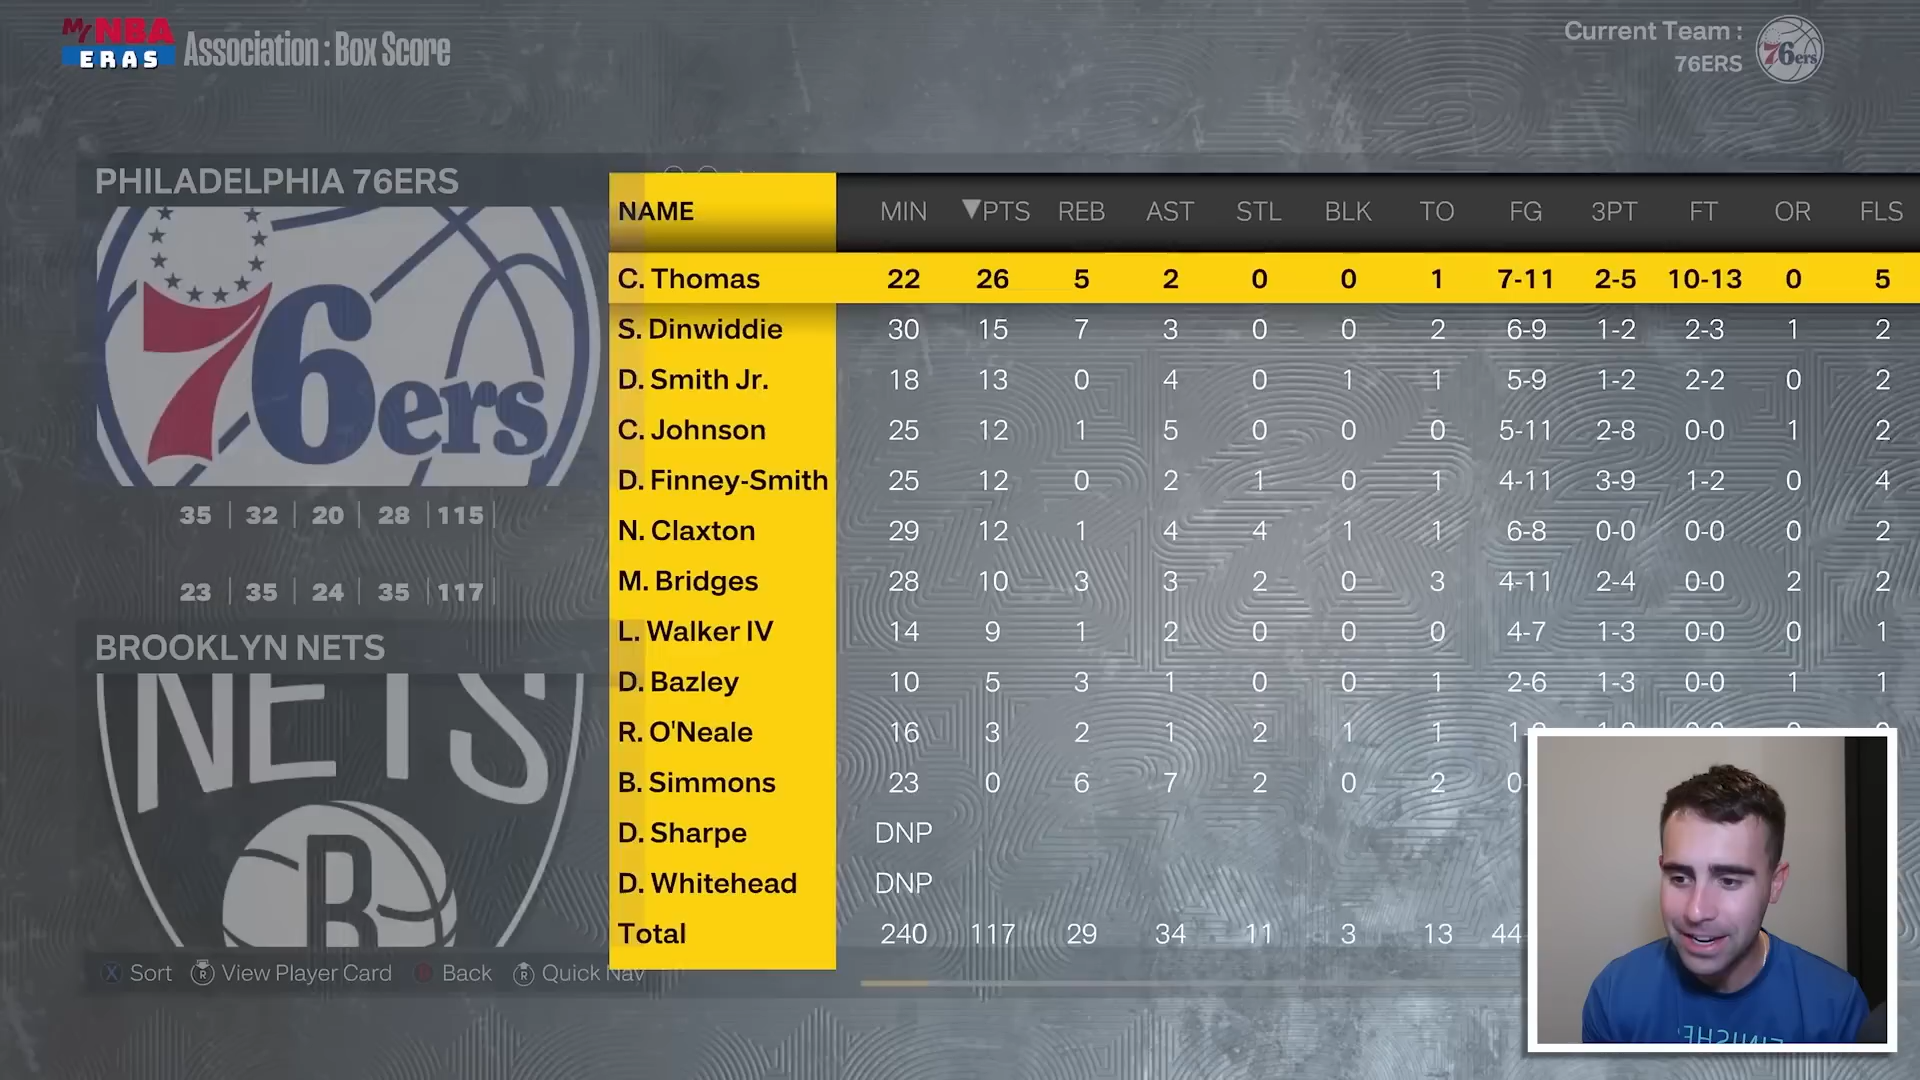 My NBA
ERAS
Association : Box Score
Current Team :
76ERS
76ers
PHILADELPHIA 76ERS
76ers
35 | 32 | 20 | 28 | 115
23 | 35 | 24 | 35 | 117
BROOKLYN NETS
NETS
B
NAME MIN ▼PTS REB AST STL BLK TO FG 3PT FT OR FLS
C. Thomas 22 26 5 2 0 0 1 7-11 2-5 10-13 0 5
S. Dinwiddie 30 15 7 3 0 0 2 6-9 1-2 2-3 1 2
D. Smith Jr. 18 13 0 4 0 1 1 5-9 1-2 2-2 0 2
C. Johnson 25 12 1 5 0 0 0 5-11 2-8 0-0 1 2
D. Finney-Smith 25 12 0 2 1 0 1 4-11 3-9 1-2 0 4
N. Claxton 29 12 1 4 4 1 1 6-8 0-0 0-0 0 2
M. Bridges 28 10 3 3 2 0 3 4-11 2-4 0-0 2 2
L. Walker IV 14 9 1 2 0 0 0 4-7 1-3 0-0 0 1
D. Bazley 10 5 3 1 0 0 1 2-6 1-3 0-0 1 1
R. O'Neale 16 3 2 1 2 1 1
B. Simmons 23 0 6 7 2 0 2
D. Sharpe DNP
D. Whitehead DNP
Total 240 117 29 34 11 3 13 44
X Sort R View Player Card Back R Quick Nav